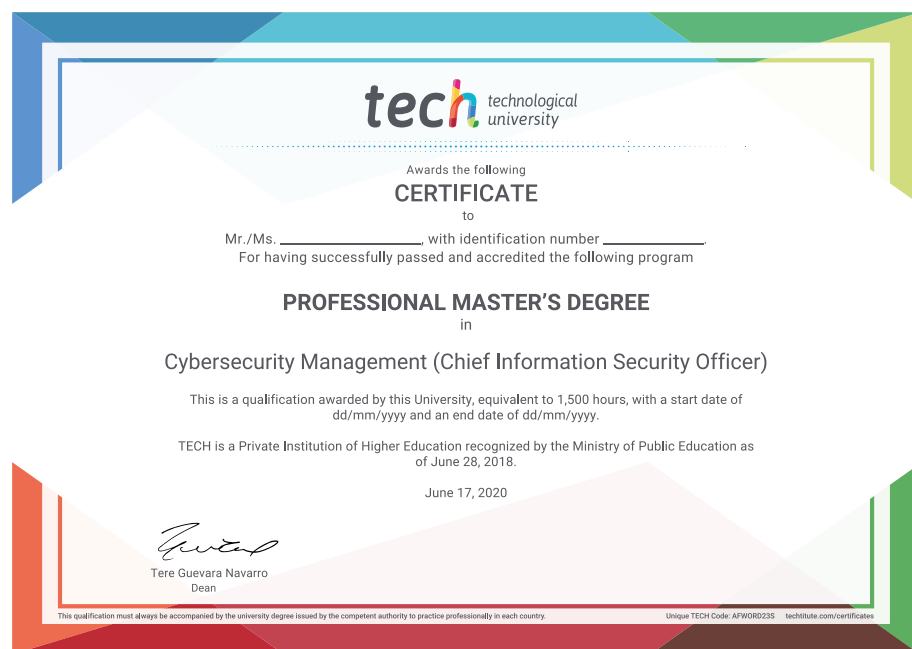 tech technological
university
Awards the following
CERTIFICATE
to
Mr./Ms. ____________________, with identification number ______________.
For having successfully passed and accredited the following program
PROFESSIONAL MASTER'S DEGREE
in
Cybersecurity Management (Chief Information Security Officer)
This is a qualification awarded by this University, equivalent to 1,500 hours, with a start date of
dd/mm/yyyy and an end date of dd/mm/yyyy.
TECH is a Private Institution of Higher Education recognized by the Ministry of Public Education as
of June 28, 2018.
June 17, 2020
Tere Guevara Navarro
Dean
This qualification must always be accompanied by the university degree issued by the competent authority to practice professionally in each country.
Unique TECH Code: AFWORD23S techtitute.com/certificates